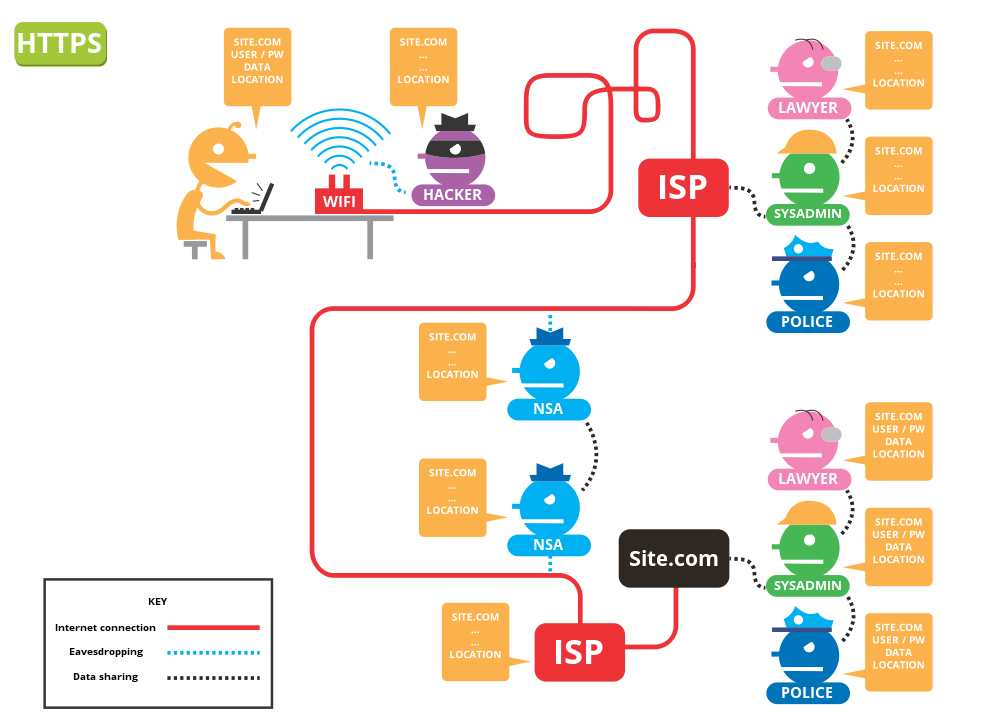 HTTPS
SITE.COM
USER / PW
DATA
LOCATION
SITE.COM
...
...
LOCATION
HACKER
WIFI
ISP
SITE.COM
...
...
LOCATION
LAWYER
SITE.COM
...
...
LOCATION
SYSADMIN
SITE.COM
...
...
LOCATION
POLICE
SITE.COM
...
...
LOCATION
NSA
SITE.COM
...
...
LOCATION
NSA
SITE.COM
USER / PW
DATA
LOCATION
LAWYER
SITE.COM
USER / PW
DATA
LOCATION
Site.com
SYSADMIN
SITE.COM
USER / PW
DATA
LOCATION
POLICE
SITE.COM
...
...
LOCATION
ISP
KEY
Internet connection
Eavesdropping
Data sharing